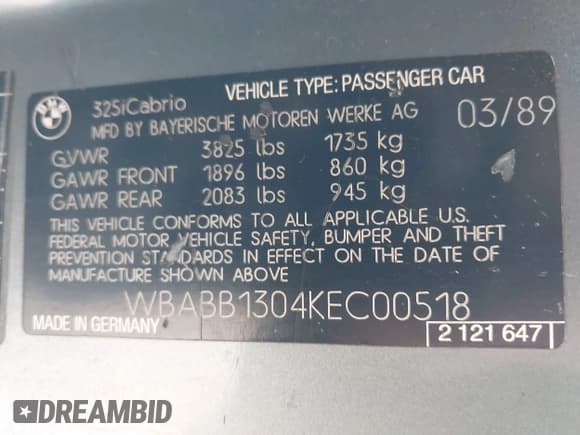 BMW
325iCabrio VEHICLE TYPE: PASSENGER CAR
MFD BY BAYERISCHE MOTOREN WERKE AG 03/89
GVWR 3825 lbs 1735 kg
GAWR FRONT 1896 lbs 860 kg
GAWR REAR 2083 lbs 945 kg
THIS VEHICLE CONFORMS TO ALL APPLICABLE U.S.
FEDERAL MOTOR VEHICLE SAFETY, BUMPER AND THEFT
PREVENTION STANDARDS IN EFFECT ON THE DATE OF
MANUFACTURE SHOWN ABOVE
WBABB1304KEC00518
MADE IN GERMANY 2 121 647
DREAMBID